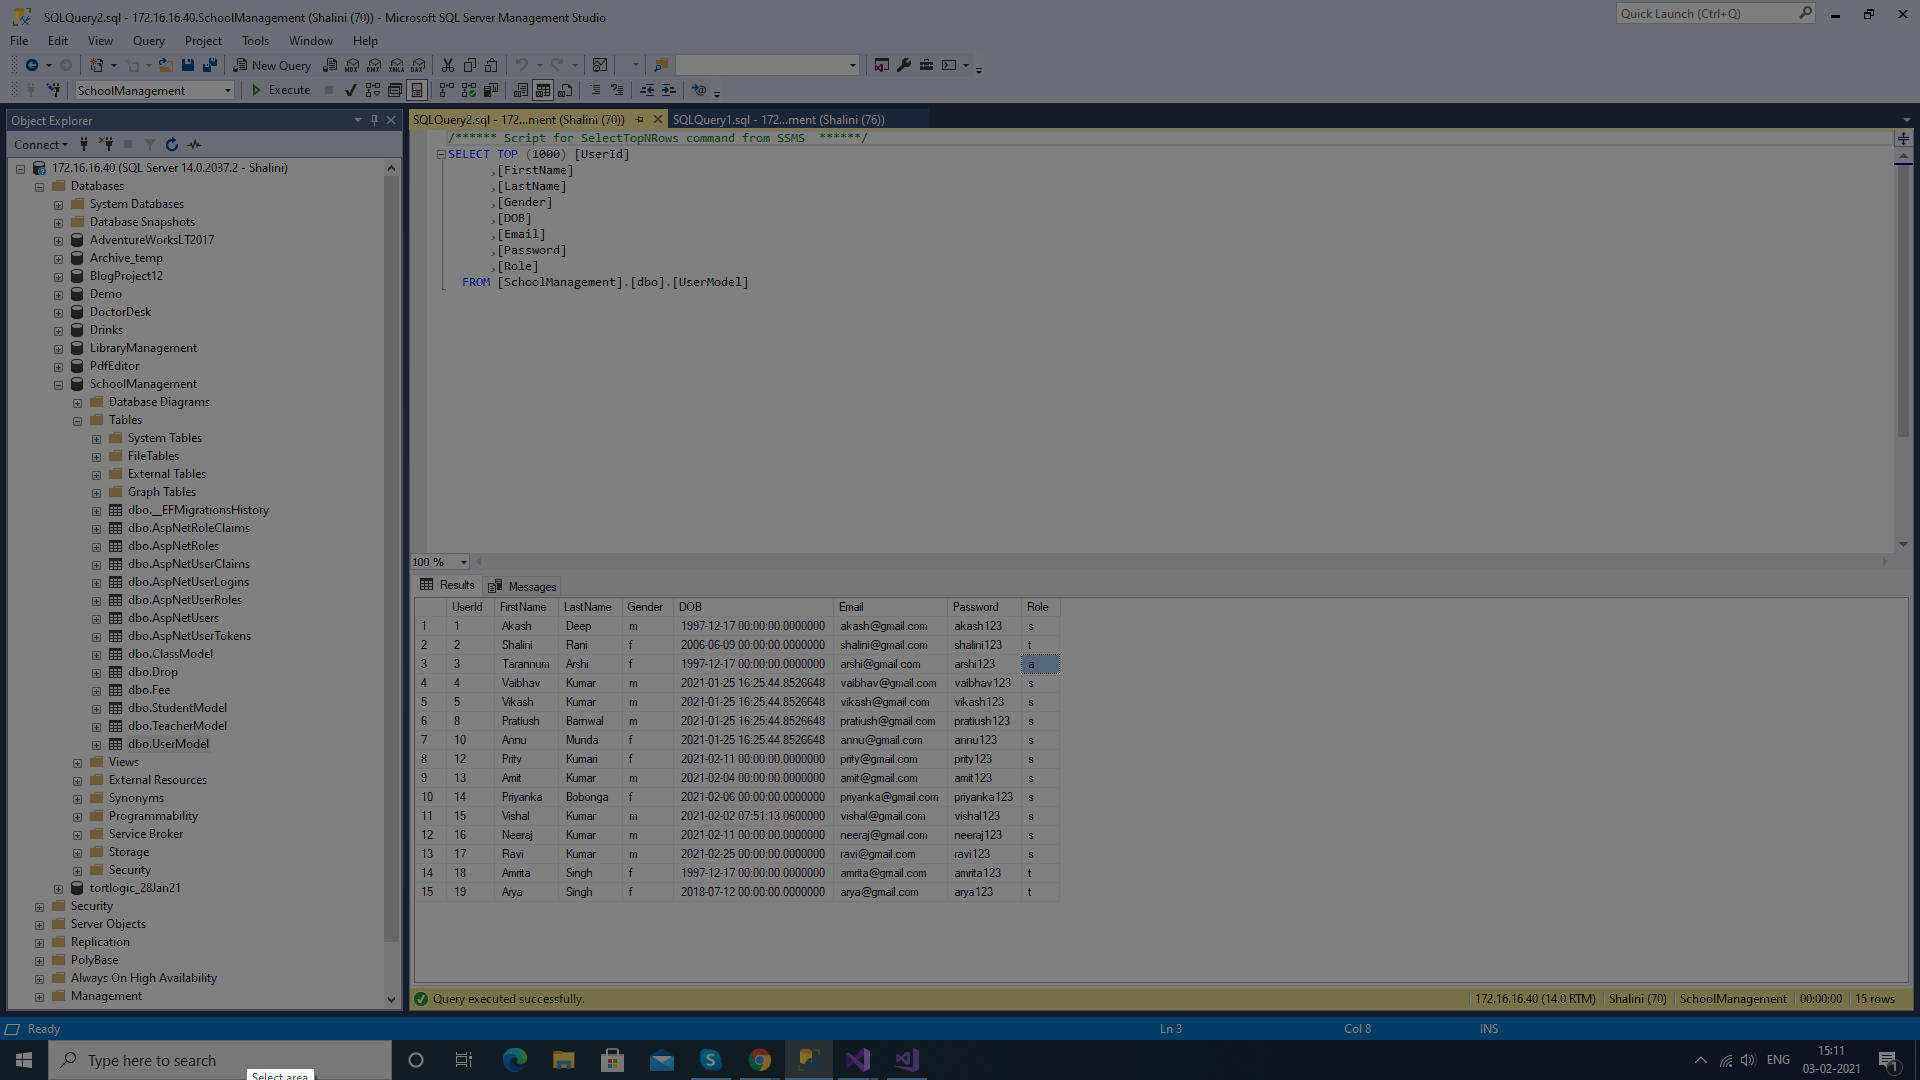 SQLQuery2.sql - 172.16.16.40.SchoolManagement (Shalini (70)) - Microsoft SQL Server Management Studio
Quick Launch (Ctrl+Q)
File Edit View Query Project Tools Window Help
New Query
MDX DMX XMLA DAX
SchoolManagement
Execute
Object Explorer
Connect
172.16.16.40 (SQL Server 14.0.2037.2 - Shalini)
Databases
System Databases
Database Snapshots
AdventureWorksLT2017
Archive_temp
BlogProject12
Demo
DoctorDesk
Drinks
LibraryManagement
PdfEditor
SchoolManagement
Database Diagrams
Tables
System Tables
FileTables
External Tables
Graph Tables
dbo.__EFMigrationsHistory
dbo.AspNetRoleClaims
dbo.AspNetRoles
dbo.AspNetUserClaims
dbo.AspNetUserLogins
dbo.AspNetUserRoles
dbo.AspNetUsers
dbo.AspNetUserTokens
dbo.ClassModel
dbo.Drop
dbo.Fee
dbo.StudentModel
dbo.TeacherModel
dbo.UserModel
Views
External Resources
Synonyms
Programmability
Service Broker
Storage
Security
tortlogic_28Jan21
Security
Server Objects
Replication
PolyBase
Always On High Availability
Management
SQLQuery2.sql - 172...ment (Shalini (70)) SQLQuery1.sql - 172...ment (Shalini (76))
/****** Script for SelectTopNRows command from SSMS  ******/
SELECT TOP (1000) [UserId]
,[FirstName]
,[LastName]
,[Gender]
,[DOB]
,[Email]
,[Password]
,[Role]
FROM [SchoolManagement].[dbo].[UserModel]
100 %
Results Messages
UserId FirstName LastName Gender DOB Email Password Role
1 1 Akash Deep m 1997-12-17 00:00:00.0000000 akash@gmail.com akash123 s
2 2 Shalini Rani f 2006-06-09 00:00:00.0000000 shalini@gmail.com shalini123 t
3 3 Tarannum Arshi f 1997-12-17 00:00:00.0000000 arshi@gmail.com arshi123 a
4 4 Vaibhav Kumar m 2021-01-25 16:25:44.8526648 vaibhav@gmail.com vaibhav123 s
5 5 Vikash Kumar m 2021-01-25 16:25:44.8526648 vikash@gmail.com vikash123 s
6 8 Pratiush Barnwal m 2021-01-25 16:25:44.8526648 pratiush@gmail.com pratiush123 s
7 10 Annu Munda f 2021-01-25 16:25:44.8526648 annu@gmail.com annu123 s
8 12 Prity Kumari f 2021-02-11 00:00:00.0000000 prity@gmail.com prity123 s
9 13 Amit Kumar m 2021-02-04 00:00:00.0000000 amit@gmail.com amit123 s
10 14 Priyanka Bobonga f 2021-02-06 00:00:00.0000000 priyanka@gmail.com priyanka123 s
11 15 Vishal Kumar m 2021-02-02 07:51:13.0600000 vishal@gmail.com vishal123 s
12 16 Neeraj Kumar m 2021-02-11 00:00:00.0000000 neeraj@gmail.com neeraj123 s
13 17 Ravi Kumar m 2021-02-25 00:00:00.0000000 ravi@gmail.com ravi123 s
14 18 Amrita Singh f 1997-12-17 00:00:00.0000000 amrita@gmail.com amrita123 t
15 19 Arya Singh f 2018-07-12 00:00:00.0000000 arya@gmail.com arya123 t
Query executed successfully. 172.16.16.40 (14.0 RTM) Shalini (70) SchoolManagement 00:00:00 15 rows
Ready Ln 3 Col 8 INS
Type here to search
ENG
15:11
03-02-2021
1
Select area